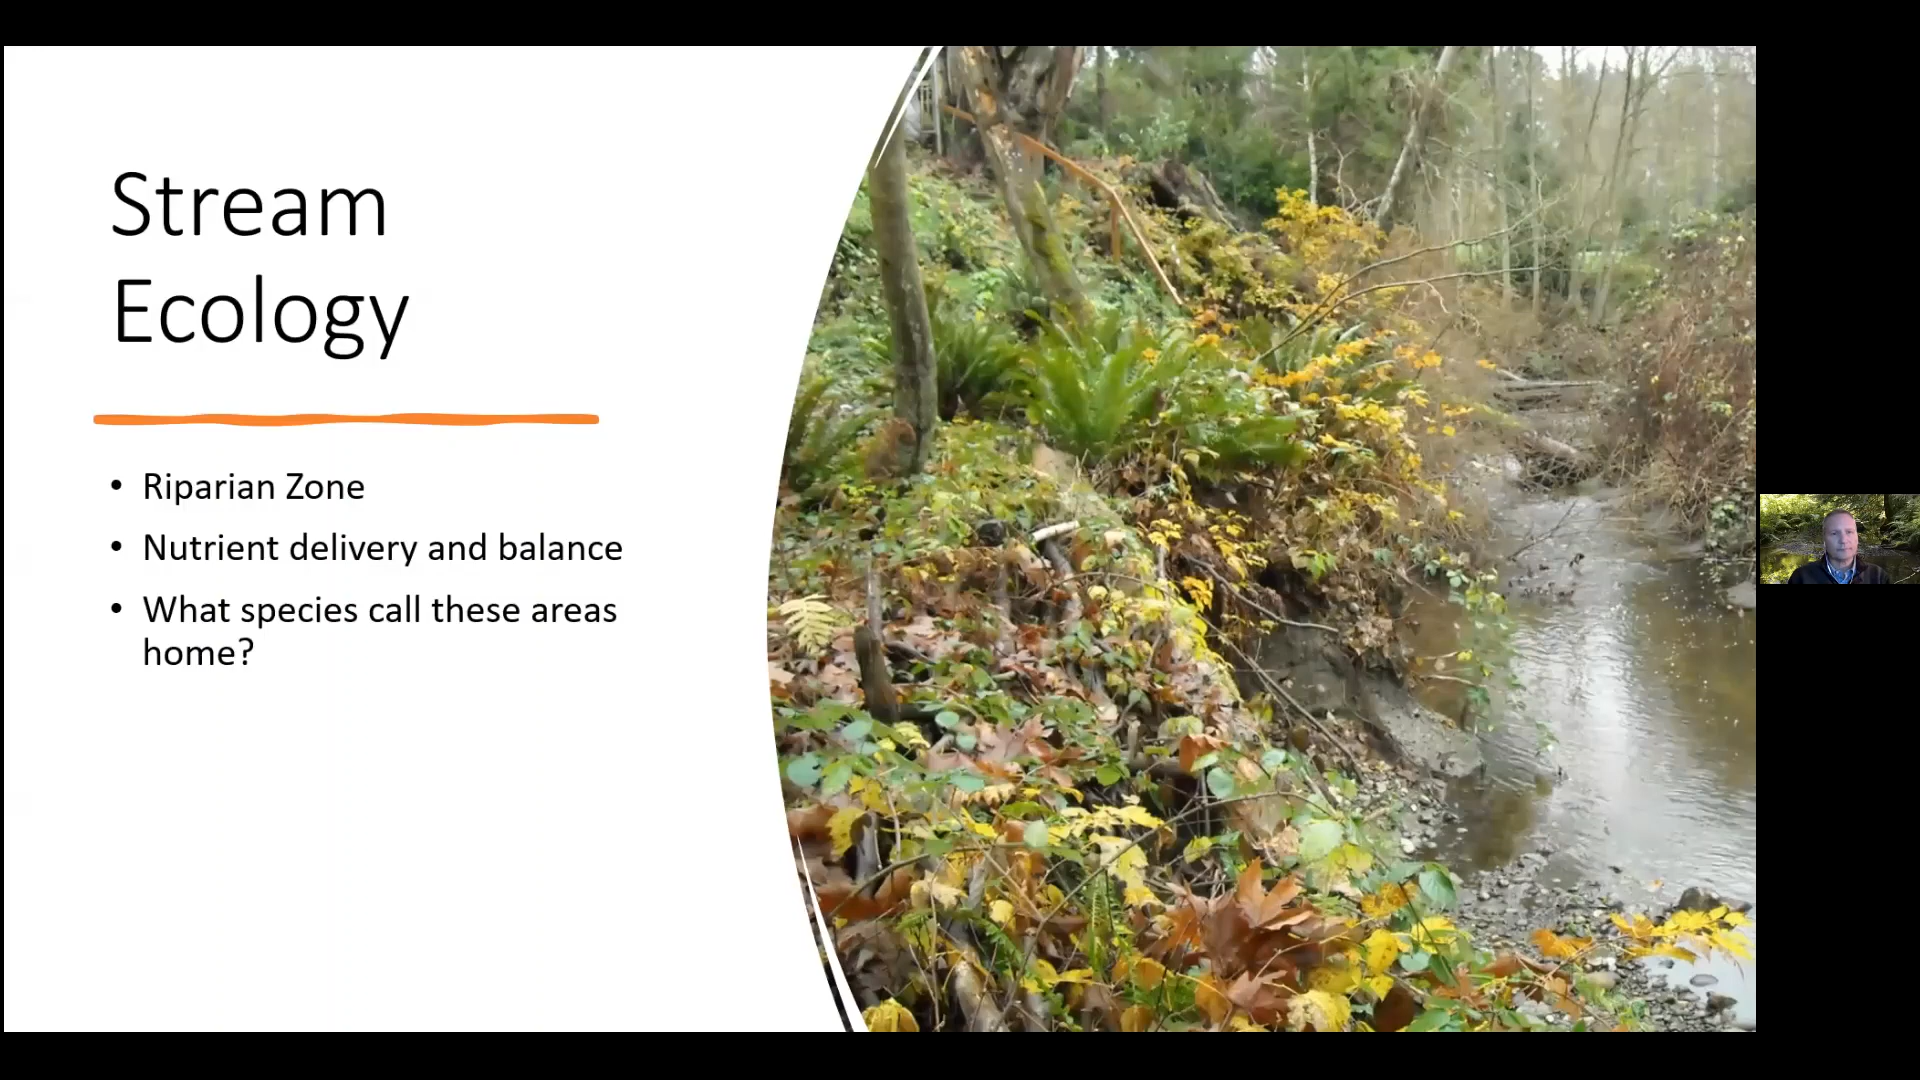 Stream
Ecology
• Riparian Zone
• Nutrient delivery and balance
• What species call these areas
home?